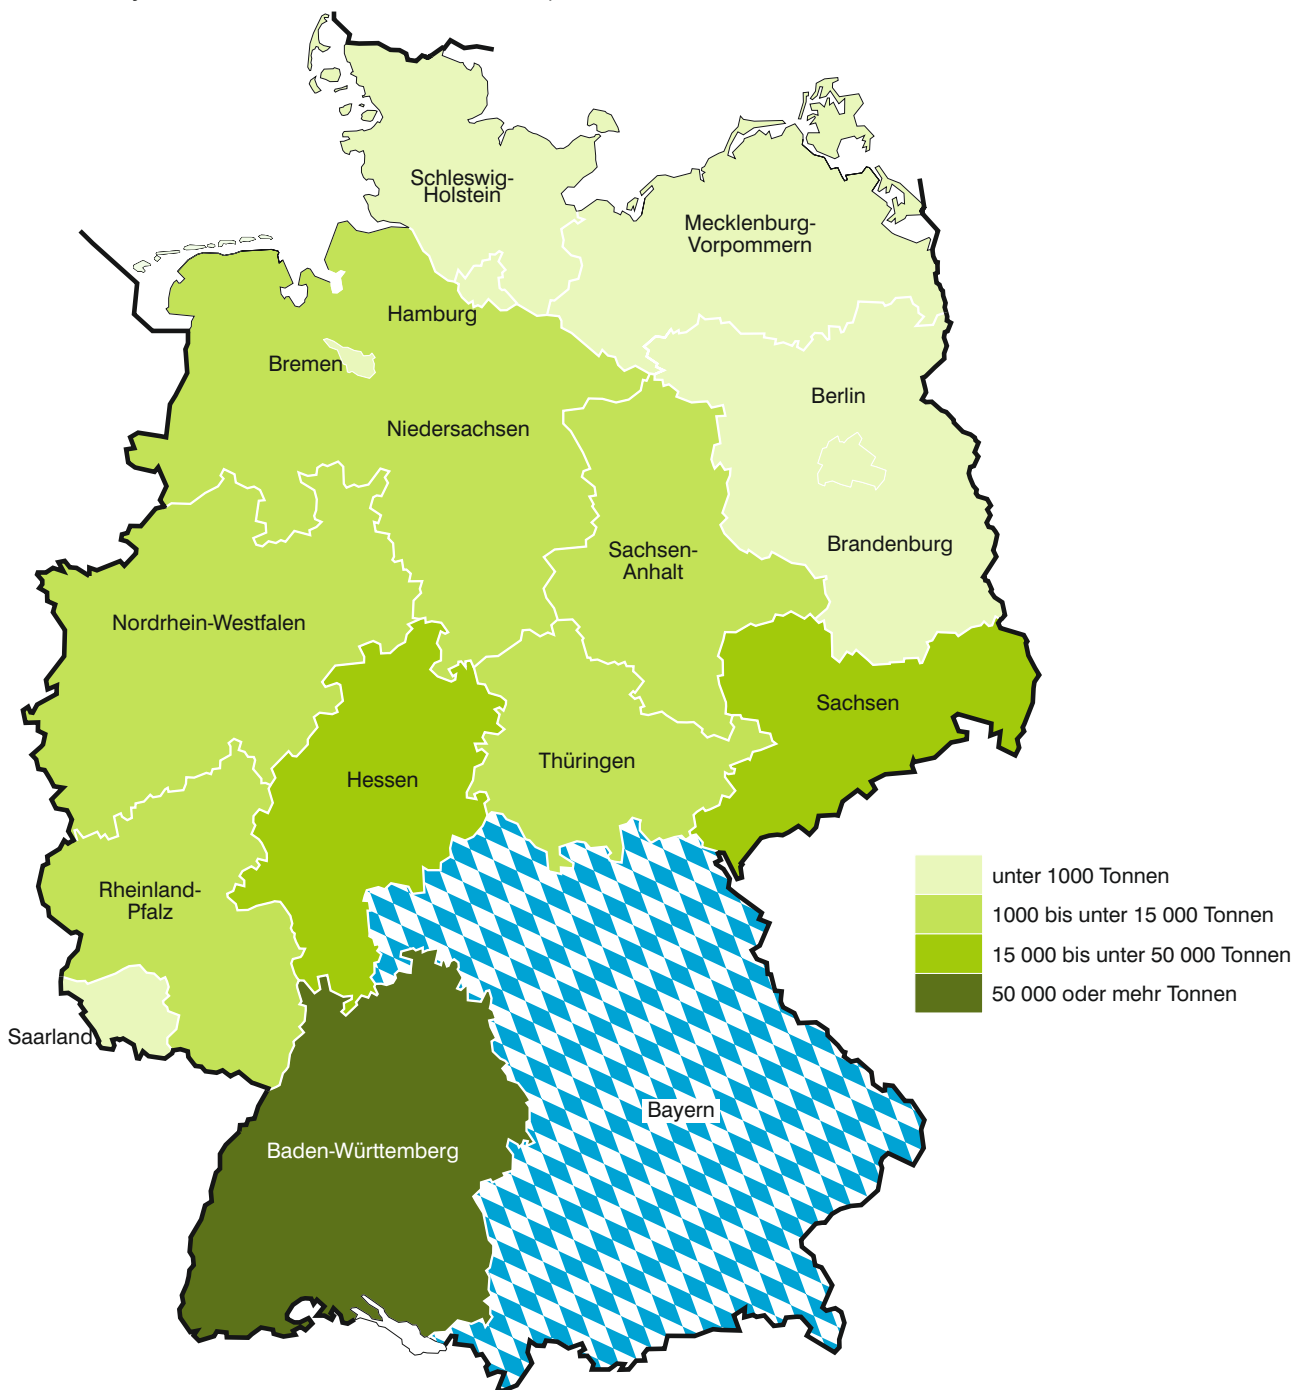 Schleswig-
Holstein
Mecklenburg-
Vorpommern
Hamburg
Bremen
Berlin
Niedersachsen
Brandenburg
Sachsen-
Anhalt
Nordrhein-Westfalen
Sachsen
Thüringen
Hessen
Rheinland-
Pfalz
Saarland
Bayern
Baden-Württemberg
unter 1000 Tonnen
1000 bis unter 15 000 Tonnen
15 000 bis unter 50 000 Tonnen
50 000 oder mehr Tonnen